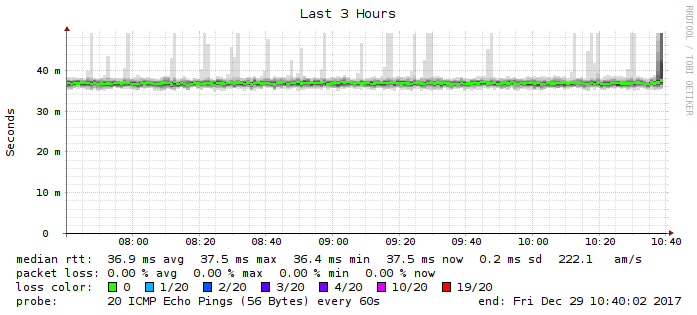 Last 3 Hours
RRDTOOL / TOBI OETIKER
Seconds
40 m
30 m
20 m
10 m
0
08:00 08:20 08:40 09:00 09:20 09:40 10:00 10:20 10:40
median rtt: 36.9 ms avg 37.5 ms max 36.4 ms min 37.5 ms now 0.2 ms sd 222.1 am/s
packet loss: 0.00 % avg 0.00 % max 0.00 % min 0.00 % now
loss color: 0 1/20 2/20 3/20 4/20 10/20 19/20
probe: 20 ICMP Echo Pings (56 Bytes) every 60s end: Fri Dec 29 10:40:02 2017